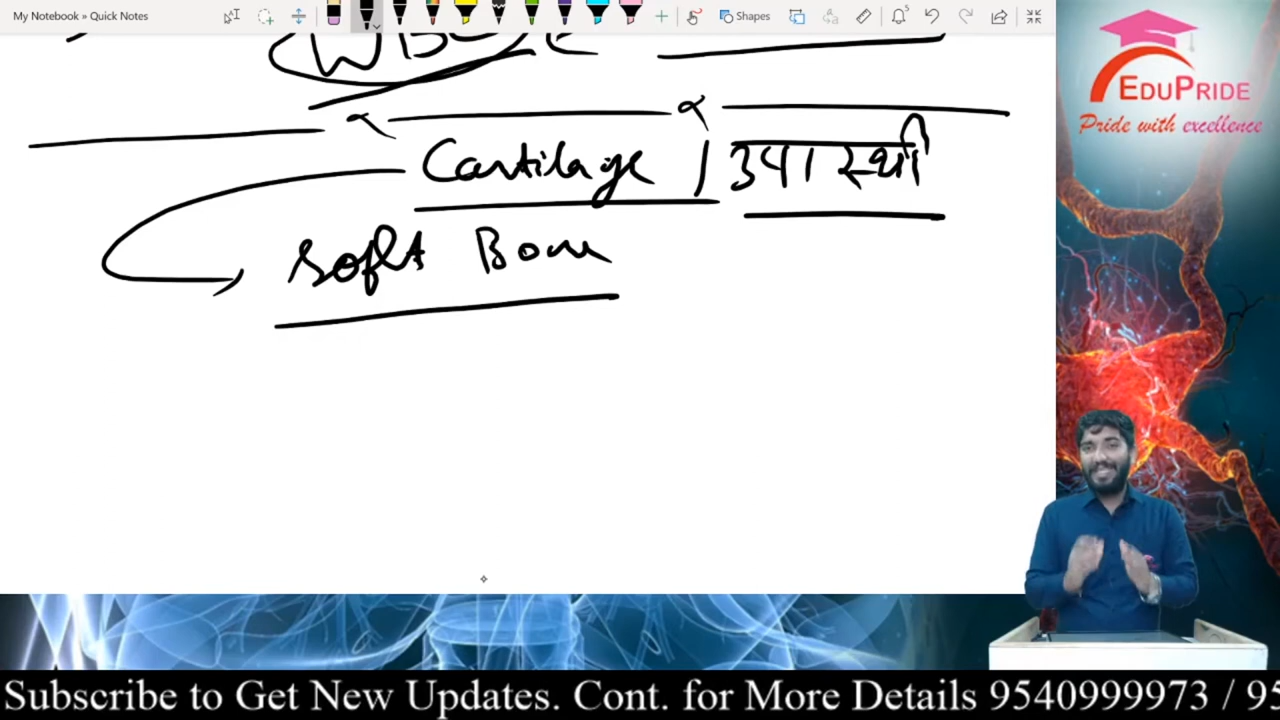 My Notebook » Quick Notes
Shapes
5
EDUPRIDE
Pride with excellence
Cartilage | उपास्थी
Soft Bone
Subscribe to Get New Updates. Cont. for More Details 9540999973 / 95